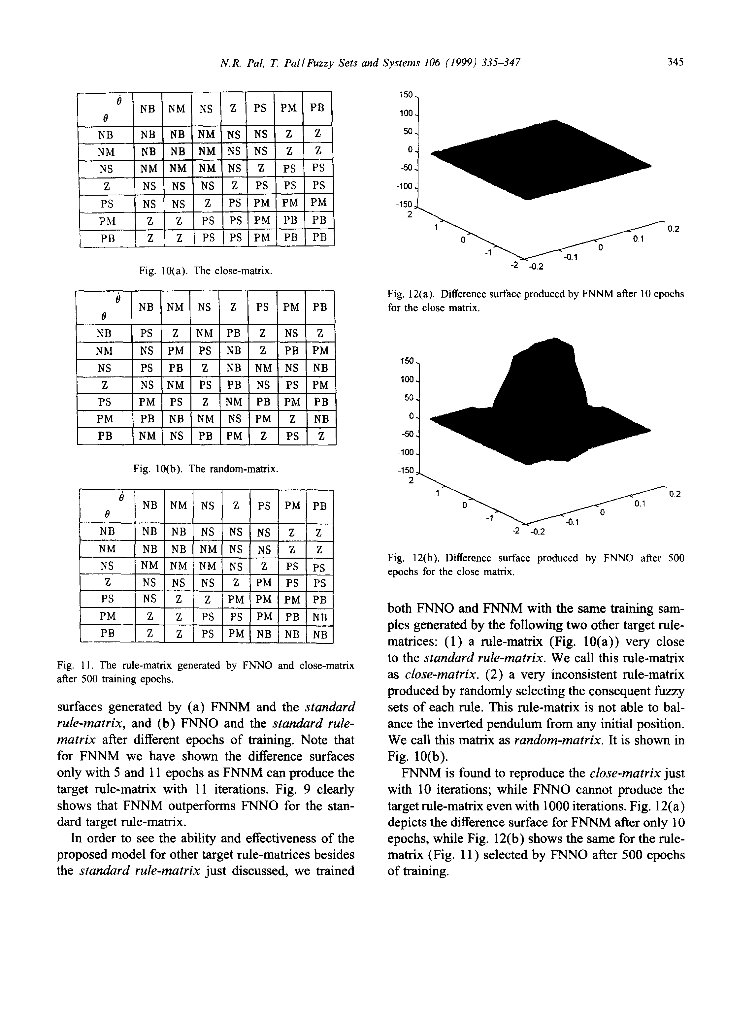 N.R. Pal, T. Pal / Fuzzy Sets and Systems 106 (1999) 335–347 345
θ
θ̇ NB NM NS Z PS PM PB
NB NB NB NM NS NS Z Z
NM NB NB NM NS NS Z Z
NS NM NM NM NS Z PS PS
Z NS NS NS Z PS PS PS
PS NS NS Z PS PM PM PM
PM Z Z PS PS PM PB PB
PB Z Z PS PS PM PB PB
Fig. 10(a). The close-matrix.
θ
θ̇ NB NM NS Z PS PM PB
NB PS Z NM PB Z NS Z
NM NS PM PS NB Z PB PM
NS PS PB Z NB NM NS NB
Z NS NM PS PB NS PS PM
PS PM PS Z NM PB PM PB
PM PB NB NM NS PM Z NB
PB NM NS PB PM Z PS Z
Fig. 10(b). The random-matrix.
θ
θ NB NM NS Z PS PM PB
NB NB NB NS NS NS Z Z
NM NB NB NM NS NS Z Z
NS NM NM NM NS Z PS PS
Z NS NS NS Z PM PS PS
PS NS Z Z PM PM PM PB
PM Z Z PS PS PM PB NB
PB Z Z PS PM NB NB NB
Fig. 11. The rule-matrix generated by FNNO and close-matrix
after 500 training epochs.
surfaces generated by (a) FNNM and the standard
rule-matrix, and (b) FNNO and the standard rule-
matrix after different epochs of training. Note that
for FNNM we have shown the difference surfaces
only with 5 and 11 epochs as FNNM can produce the
target rule-matrix with 11 iterations. Fig. 9 clearly
shows that FNNM outperforms FNNO for the stan-
dard target rule-matrix.
In order to see the ability and effectiveness of the
proposed model for other target rule-matrices besides
the standard rule-matrix just discussed, we trained
150
100
50
0
-50
-100
-150
2
1
0
-1
-2 -0.2
-0.1
0
0.1
0.2
Fig. 12(a). Difference surface produced by FNNM after 10 epochs
for the close matrix.
150
100
50
0
-50
100
-150
2
1
0
-1
-2 -0.2
-0.1
0
0.1
0.2
Fig. 12(b). Difference surface produced by FNNO after 500
epochs for the close matrix.
both FNNO and FNNM with the same training sam-
ples generated by the following two other target rule-
matrices: (1) a rule-matrix (Fig. 10(a)) very close
to the standard rule-matrix. We call this rule-matrix
as close-matrix. (2) a very inconsistent rule-matrix
produced by randomly selecting the consequent fuzzy
sets of each rule. This rule-matrix is not able to bal-
ance the inverted pendulum from any initial position.
We call this matrix as random-matrix. It is shown in
Fig. 10(b).
FNNM is found to reproduce the close-matrix just
with 10 iterations; while FNNO cannot produce the
target rule-matrix even with 1000 iterations. Fig. 12(a)
depicts the difference surface for FNNM after only 10
epochs, while Fig. 12(b) shows the same for the rule-
matrix (Fig. 11) selected by FNNO after 500 epochs
of training.